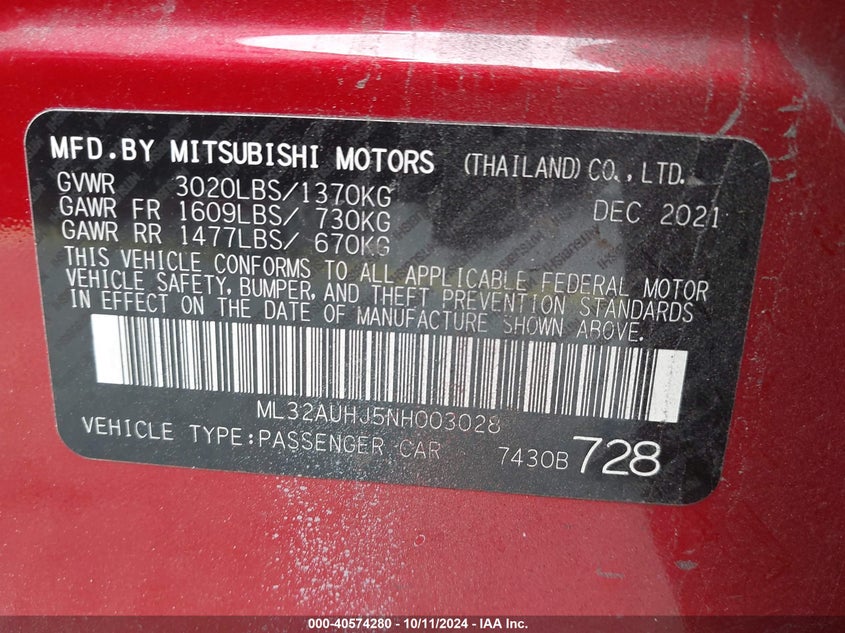 MFD.BY MITSUBISHI MOTORS (THAILAND) CO.,LTD.
GVWR 3020LBS/1370KG DEC 2021
GAWR FR 1609LBS/ 730KG
GAWR RR 1477LBS/ 670KG
THIS VEHICLE CONFORMS TO ALL APPLICABLE FEDERAL MOTOR
VEHICLE SAFETY, BUMPER, AND THEFT PREVENTION STANDARDS
IN EFFECT ON THE DATE OF MANUFACTURE SHOWN ABOVE.
ML32AUHJ5NH003028
VEHICLE TYPE:PASSENGER CAR 7430B 728
000-40574280 - 10/11/2024 - IAA Inc.